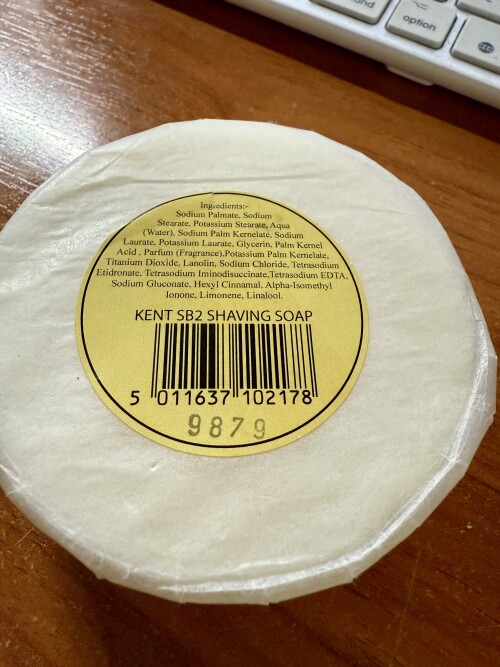 and
⌥
option
⌘
Ingredients:-
Sodium Palmate, Sodium
Stearate, Potassium Stearate, Aqua
(Water), Sodium Palm Kernelate, Sodium
Laurate, Potassium Laurate, Glycerin, Palm Kernel
Acid , Parfum (Fragrance),Potassium Palm Kernelate,
Titanium Dioxide, Lanolin, Sodium Chloride, Tetrasodium
Etidronate, Tetrasodium Iminodisuccinate,Tetrasodium EDTA,
Sodium Gluconate, Hexyl Cinnamal, Alpha-Isomethyl
Ionone, Limonene, Linalool.
KENT SB2 SHAVING SOAP
5 011637 102178
9879